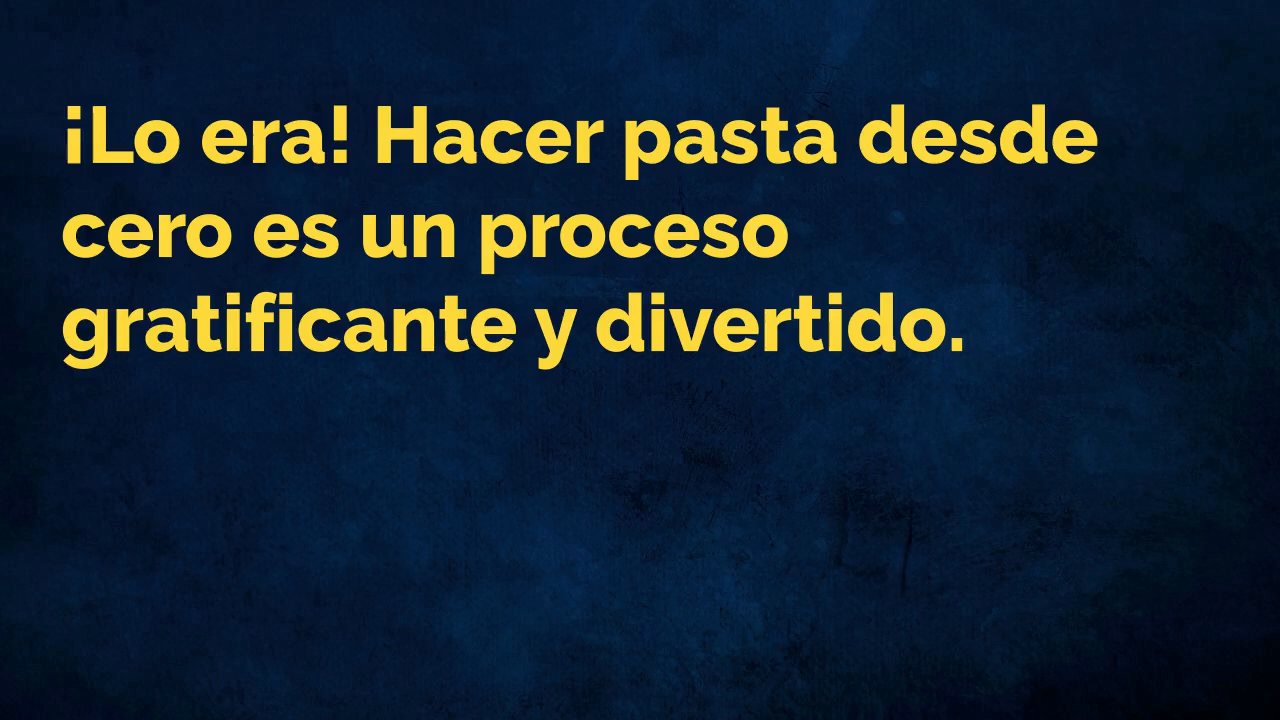 ¡Lo era! Hacer pasta desde
cero es un proceso
gratificante y divertido.